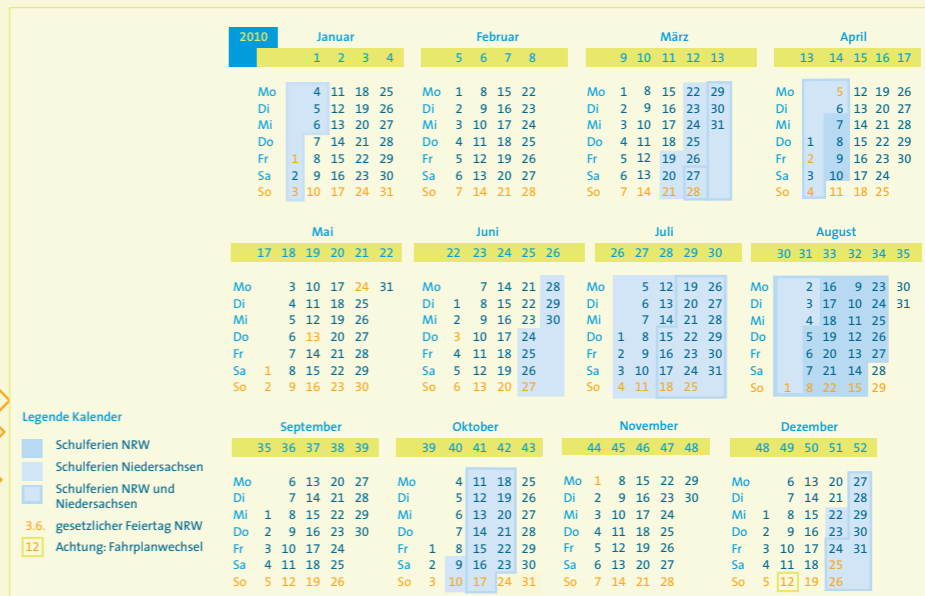 2010
Januar
1 2 3 4
Mo 4 11 18 25
Di 5 12 19 26
Mi 6 13 20 27
Do 7 14 21 28
Fr 1 8 15 22 29
Sa 2 9 16 23 30
So 3 10 17 24 31
Februar
5 6 7 8
Mo 1 8 15 22
Di 2 9 16 23
Mi 3 10 17 24
Do 4 11 18 25
Fr 5 12 19 26
Sa 6 13 20 27
So 7 14 21 28
März
9 10 11 12 13
Mo 1 8 15 22 29
Di 2 9 16 23 30
Mi 3 10 17 24 31
Do 4 11 18 25
Fr 5 12 19 26
Sa 6 13 20 27
So 7 14 21 28
April
13 14 15 16 17
Mo 5 12 19 26
Di 6 13 20 27
Mi 7 14 21 28
Do 1 8 15 22 29
Fr 2 9 16 23 30
Sa 3 10 17 24
So 4 11 18 25
Mai
17 18 19 20 21 22
Mo 3 10 17 24 31
Di 4 11 18 25
Mi 5 12 19 26
Do 6 13 20 27
Fr 7 14 21 28
Sa 1 8 15 22 29
So 2 9 16 23 30
Juni
22 23 24 25 26
Mo 7 14 21 28
Di 1 8 15 22 29
Mi 2 9 16 23 30
Do 3 10 17 24
Fr 4 11 18 25
Sa 5 12 19 26
So 6 13 20 27
Juli
26 27 28 29 30
Mo 5 12 19 26
Di 6 13 20 27
Mi 7 14 21 28
Do 1 8 15 22 29
Fr 2 9 16 23 30
Sa 3 10 17 24 31
So 4 11 18 25
August
30 31 33 32 34 35
Mo 2 16 9 23 30
Di 3 17 10 24 31
Mi 4 18 11 25
Do 5 19 12 26
Fr 6 20 13 27
Sa 7 21 14 28
So 1 8 22 15 29
Legende Kalender
Schulferien NRW
Schulferien Niedersachsen
Schulferien NRW und
Niedersachsen
3.6. gesetzlicher Feiertag NRW
12 Achtung: Fahrplanwechsel
September
35 36 37 38 39
Mo 6 13 20 27
Di 7 14 21 28
Mi 1 8 15 22 29
Do 2 9 16 23 30
Fr 3 10 17 24
Sa 4 11 18 25
So 5 12 19 26
Oktober
39 40 41 42 43
Mo 4 11 18 25
Di 5 12 19 26
Mi 6 13 20 27
Do 7 14 21 28
Fr 1 8 15 22 29
Sa 2 9 16 23 30
So 3 10 17 24 31
November
44 45 46 47 48
Mo 1 8 15 22 29
Di 2 9 16 23 30
Mi 3 10 17 24
Do 4 11 18 25
Fr 5 12 19 26
Sa 6 13 20 27
So 7 14 21 28
Dezember
48 49 50 51 52
Mo 6 13 20 27
Di 7 14 21 28
Mi 1 8 15 22 29
Do 2 9 16 23 30
Fr 3 10 17 24 31
Sa 4 11 18 25
So 5 12 19 26